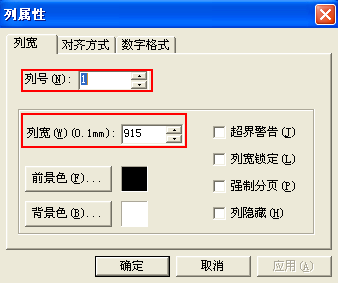 列属性
列宽 对齐方式 数字格式
列号(N): 1
列宽(W)(0.1mm): 915
超界警告(T)
列宽锁定(L)
前景色(F)...
强制分页(P)
背景色(B)...
列隐藏(H)
确定 取消 应用(A)